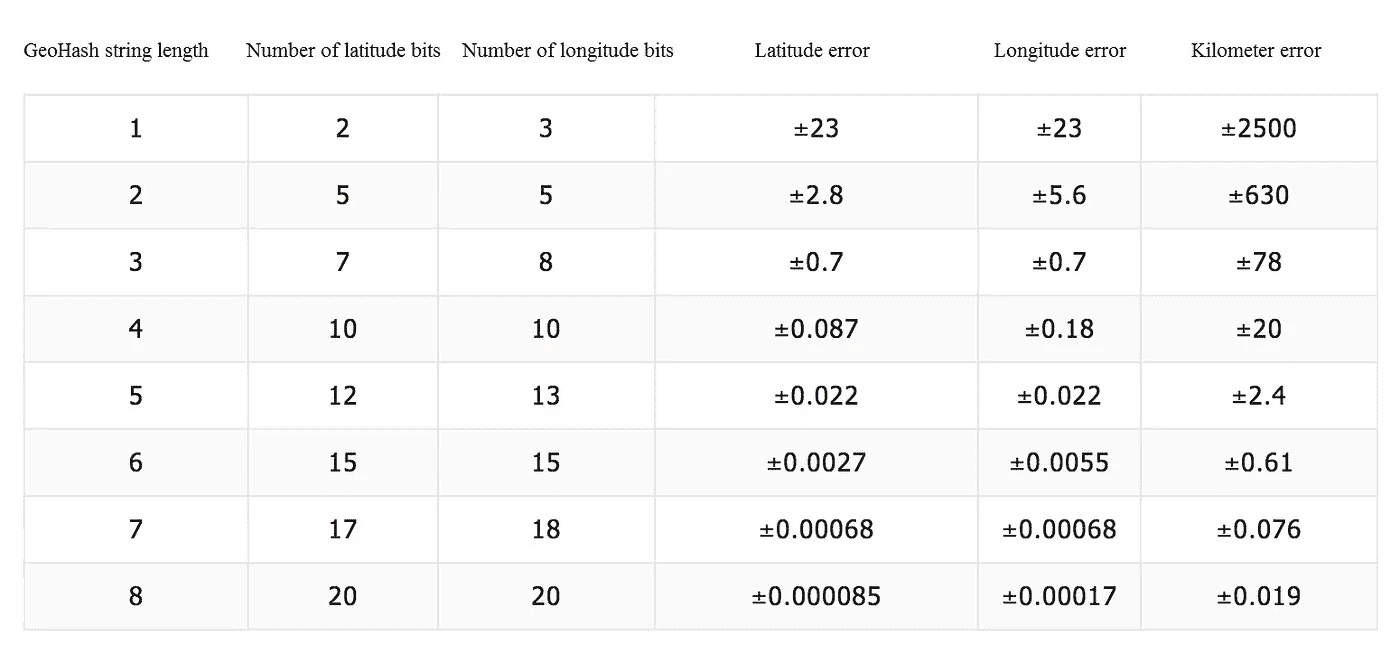 GeoHash string length Number of latitude bits Number of longitude bits Latitude error Longitude error Kilometer error
1 2 3 ±23 ±23 ±2500
2 5 5 ±2.8 ±5.6 ±630
3 7 8 ±0.7 ±0.7 ±78
4 10 10 ±0.087 ±0.18 ±20
5 12 13 ±0.022 ±0.022 ±2.4
6 15 15 ±0.0027 ±0.0055 ±0.61
7 17 18 ±0.00068 ±0.00068 ±0.076
8 20 20 ±0.000085 ±0.00017 ±0.019